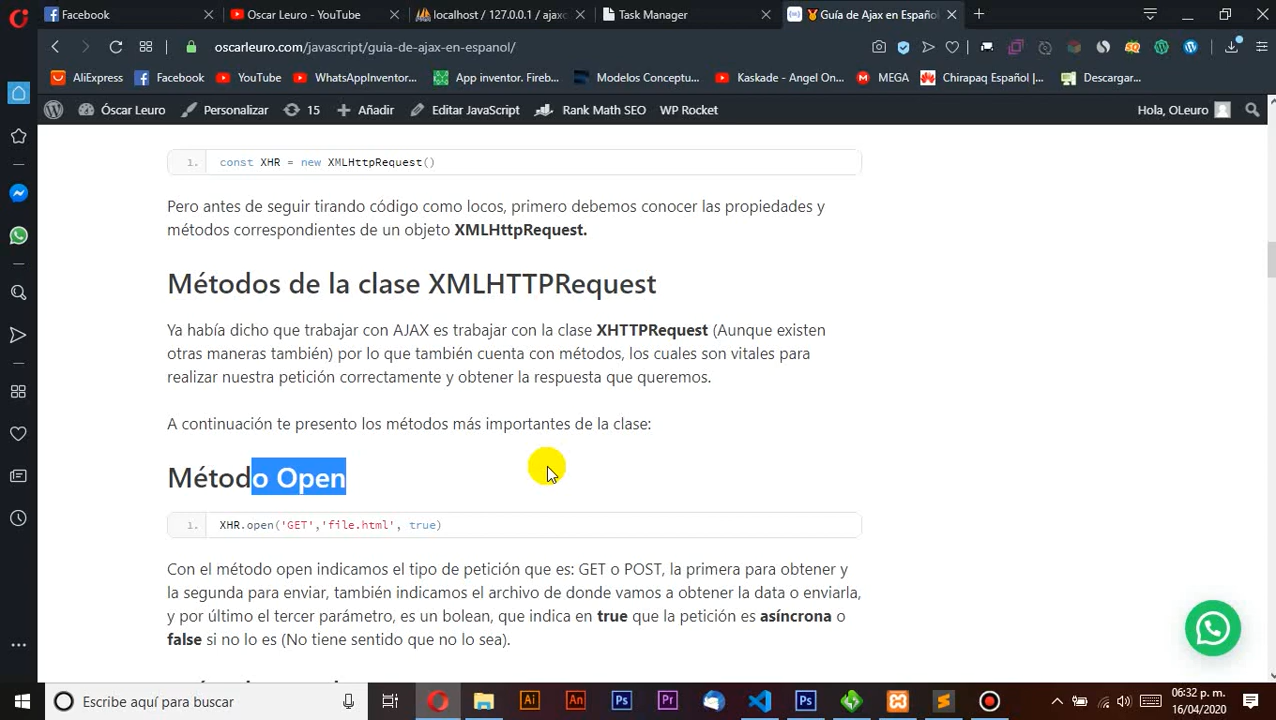 Facebook
Oscar Leuro - YouTube
localhost / 127.0.0.1 / ajax
Task Manager
Guía de Ajax en Español
oscarleuro.com/javascript/guia-de-ajax-en-espanol/
AliExpress
Facebook
YouTube
WhatsAppInventor...
App inventor. Fireb...
Modelos Conceptu...
Kaskade - Angel On...
MEGA
Chirapaq Español |...
Descargar...
Óscar Leuro
Personalizar
15
Añadir
Editar JavaScript
Rank Math SEO
WP Rocket
Hola, OLeuro
1. const XHR = new XMLHttpRequest()
Pero antes de seguir tirando código como locos, primero debemos conocer las propiedades y
métodos correspondientes de un objeto XMLHttpRequest.
Métodos de la clase XMLHTTPRequest
Ya había dicho que trabajar con AJAX es trabajar con la clase XHTTPRequest (Aunque existen
otras maneras también) por lo que también cuenta con métodos, los cuales son vitales para
realizar nuestra petición correctamente y obtener la respuesta que queremos.
A continuación te presento los métodos más importantes de la clase:
Método Open
1. XHR.open('GET','file.html', true)
Con el método open indicamos el tipo de petición que es: GET o POST, la primera para obtener y
la segunda para enviar, también indicamos el archivo de donde vamos a obtener la data o enviarla,
y por último el tercer parámetro, es un bolean, que indica en true que la petición es asíncrona o
false si no lo es (No tiene sentido que no lo sea).
Escribe aquí para buscar
06:32 p. m.
16/04/2020